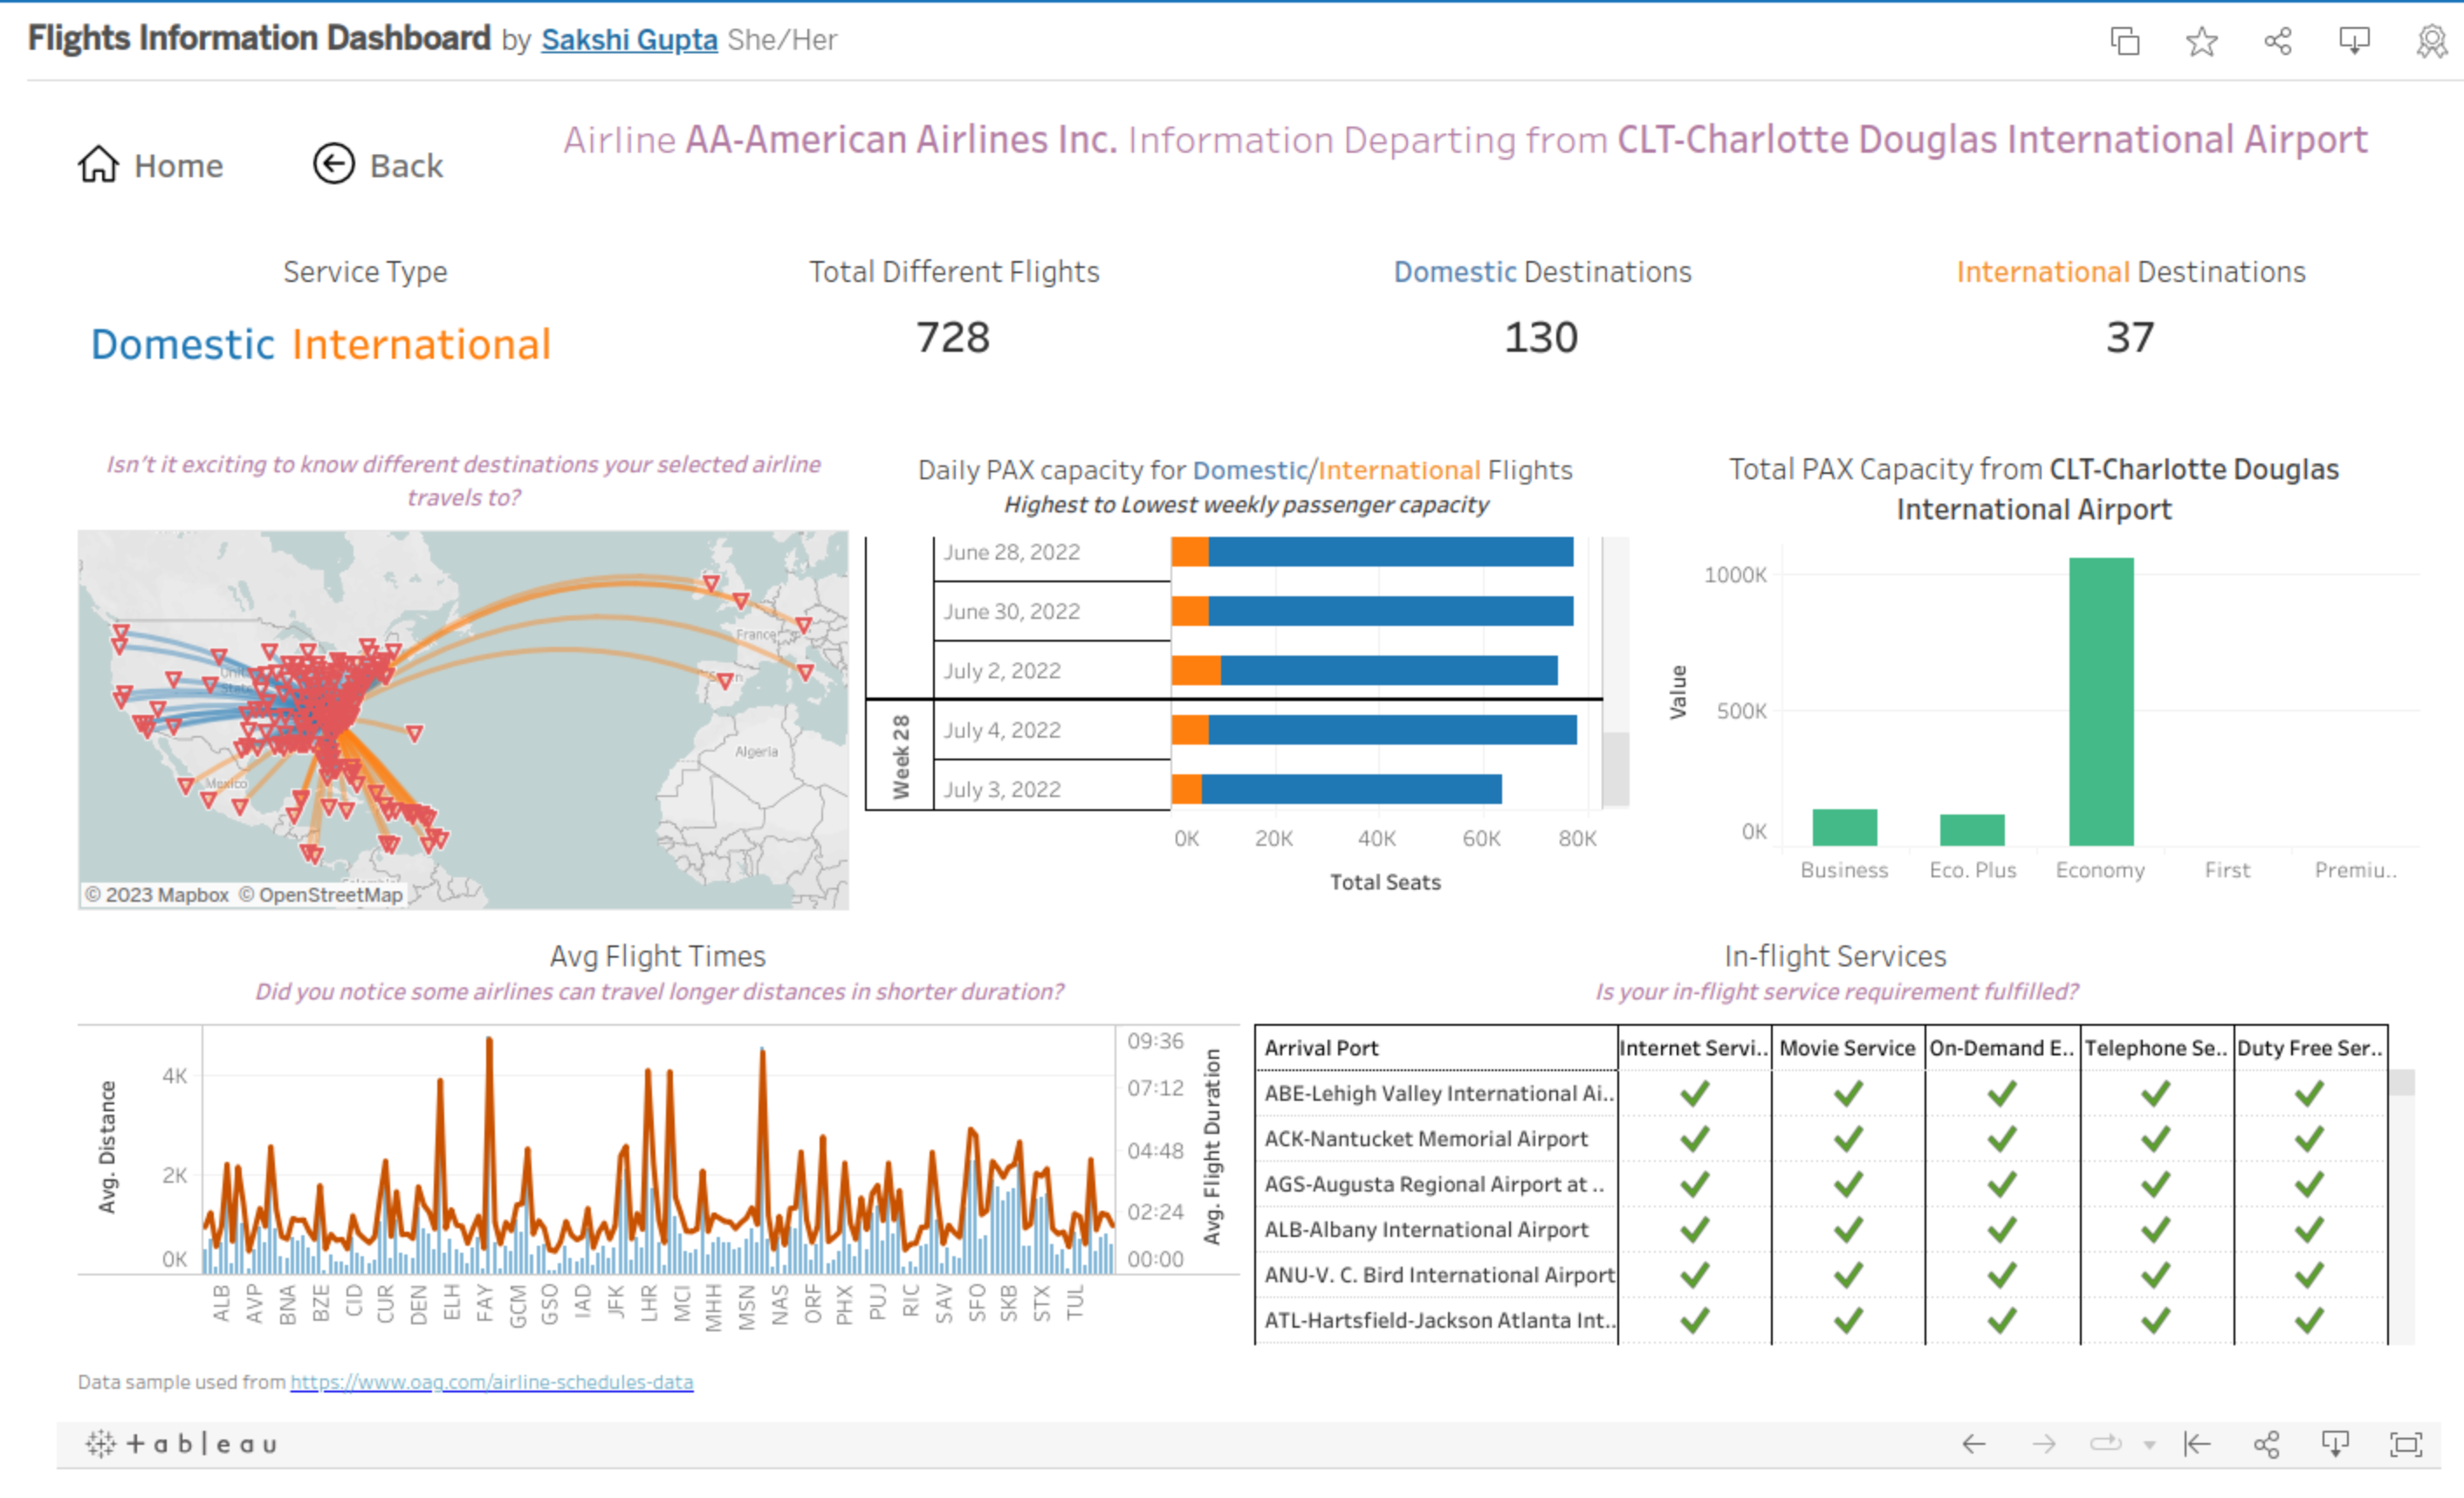 Flights Information Dashboard by Sakshi Gupta She/Her
Home
Back
Airline AA-American Airlines Inc. Information Departing from CLT-Charlotte Douglas International Airport
Service Type
Domestic International
Total Different Flights
728
Domestic Destinations
130
International Destinations
37
Isn't it exciting to know different destinations your selected airline
travels to?
France
Algeria
Mexico
© 2023 Mapbox © OpenStreetMap
Daily PAX capacity for Domestic/International Flights
Highest to Lowest weekly passenger capacity
June 28, 2022
June 30, 2022
July 2, 2022
Week 28
July 4, 2022
July 3, 2022
0K 20K 40K 60K 80K
Total Seats
Total PAX Capacity from CLT-Charlotte Douglas
International Airport
Value
1000K
500K
0K
Business Eco. Plus Economy First Premiu..
Avg Flight Times
Did you notice some airlines can travel longer distances in shorter duration?
Avg. Distance
4K
2K
0K
09:36
07:12
04:48
02:24
00:00
Avg. Flight Duration
ALB AVP BNA BZE CID CUR DEN ELH FAY GCM GSO IAD JFK LHR MCI MHH MSN NAS ORF PHX PUJ RIC SAV SFO SKB STX TUL
In-flight Services
Is your in-flight service requirement fulfilled?
Arrival Port Internet Servi.. Movie Service On-Demand E.. Telephone Se.. Duty Free Ser..
ABE-Lehigh Valley International Ai..
ACK-Nantucket Memorial Airport
AGS-Augusta Regional Airport at ..
ALB-Albany International Airport
ANU-V. C. Bird International Airport
ATL-Hartsfield-Jackson Atlanta Int..
Data sample used from https://www.oag.com/airline-schedules-data
+ableau